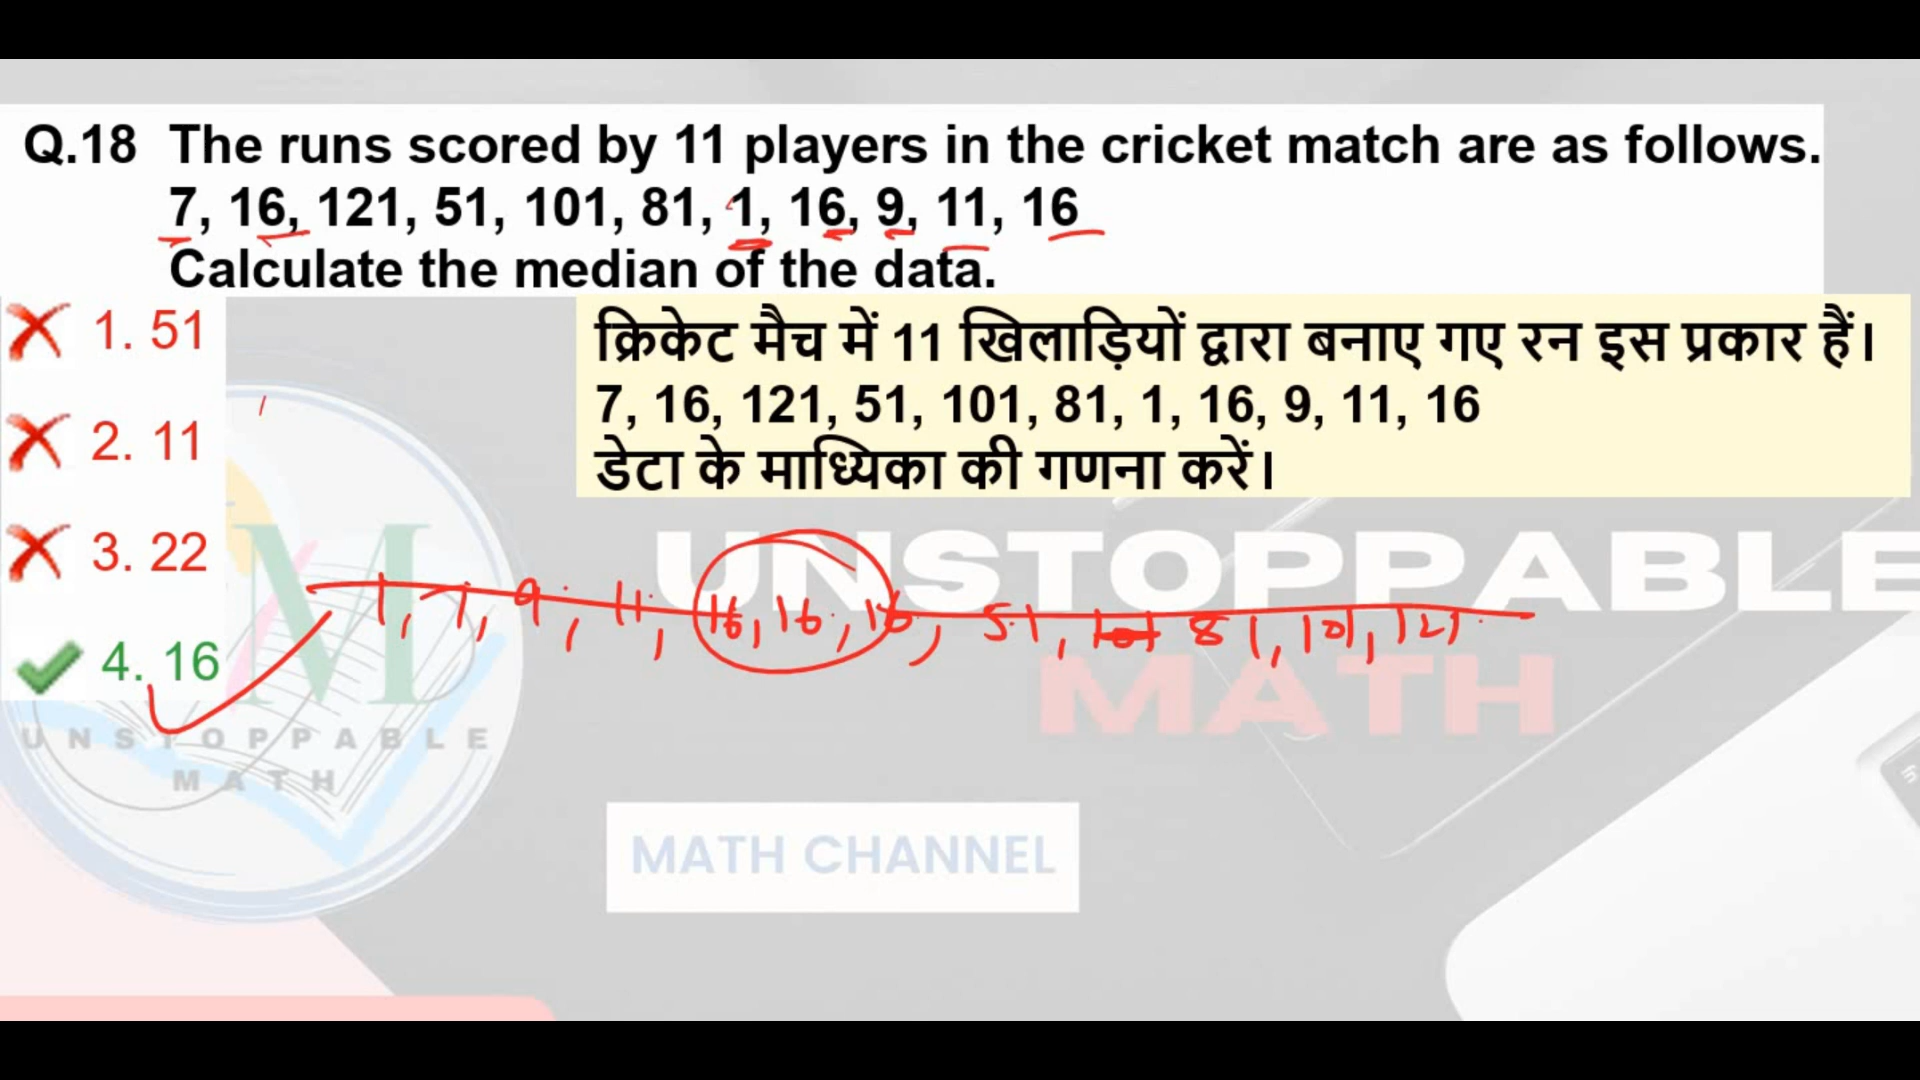 Q.18 The runs scored by 11 players in the cricket match are as follows.
7, 16, 121, 51, 101, 81, 1, 16, 9, 11, 16
Calculate the median of the data.
1. 51
2. 11
3. 22
4. 16
क्रिकेट मैच में 11 खिलाड़ियों द्वारा बनाए गए रन इस प्रकार हैं।
7, 16, 121, 51, 101, 81, 1, 16, 9, 11, 16
डेटा के माध्यिका की गणना करें।
1, 7, 9, 11, 16, 16, 16, 51, 101 81, 101, 121
UNSTOPPABLE
MATH
UNSTOPPABLE
MATH
MATH CHANNEL